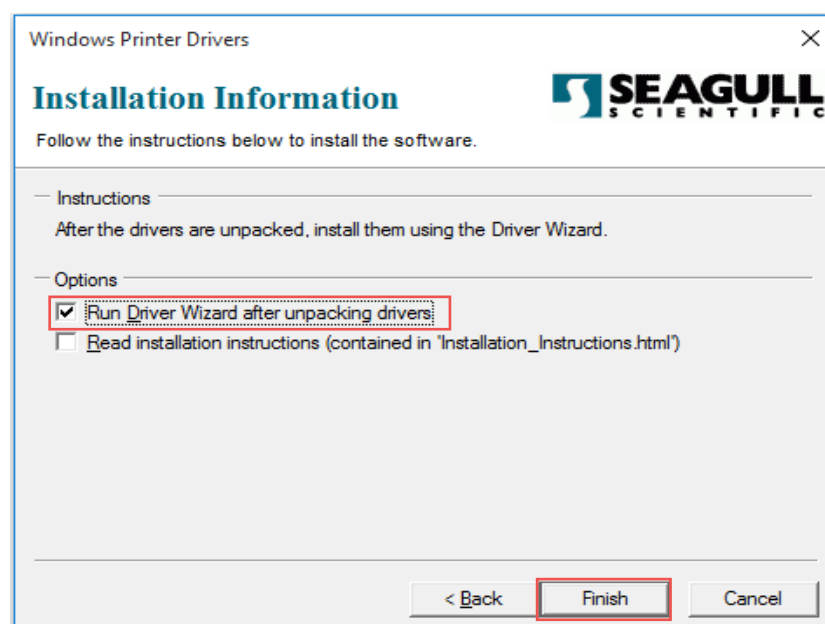 Windows Printer Drivers
Installation Information
SEAGULL
SCIENTIFIC
Follow the instructions below to install the software.
Instructions
After the drivers are unpacked, install them using the Driver Wizard.
Options
Run Driver Wizard after unpacking drivers
Read installation instructions (contained in 'Installation_Instructions.html')
< Back Finish Cancel